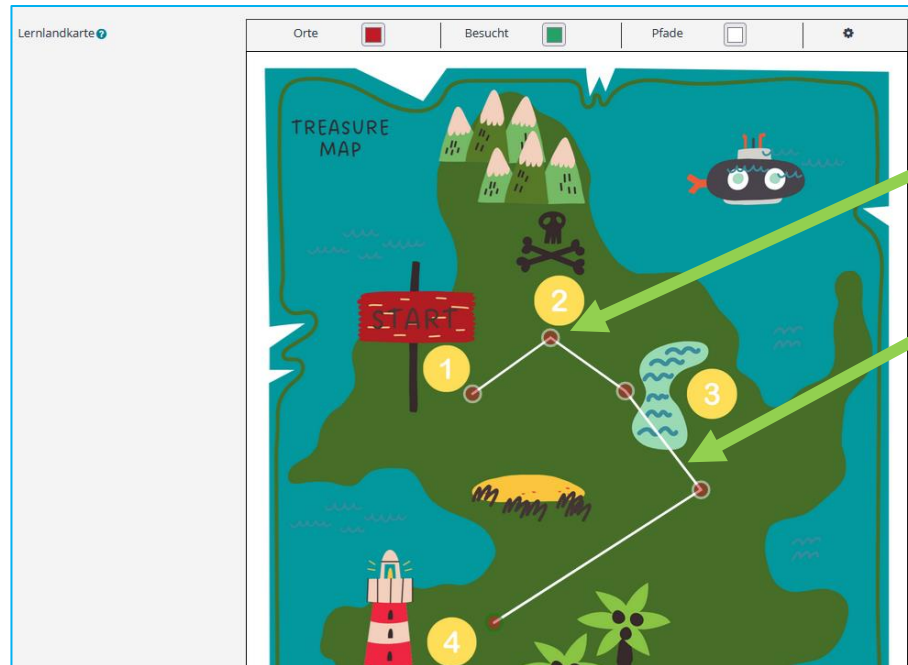 Lernlandkarte ?
Orte Besucht Pfade
TREASURE
MAP
2
START
1
3
4